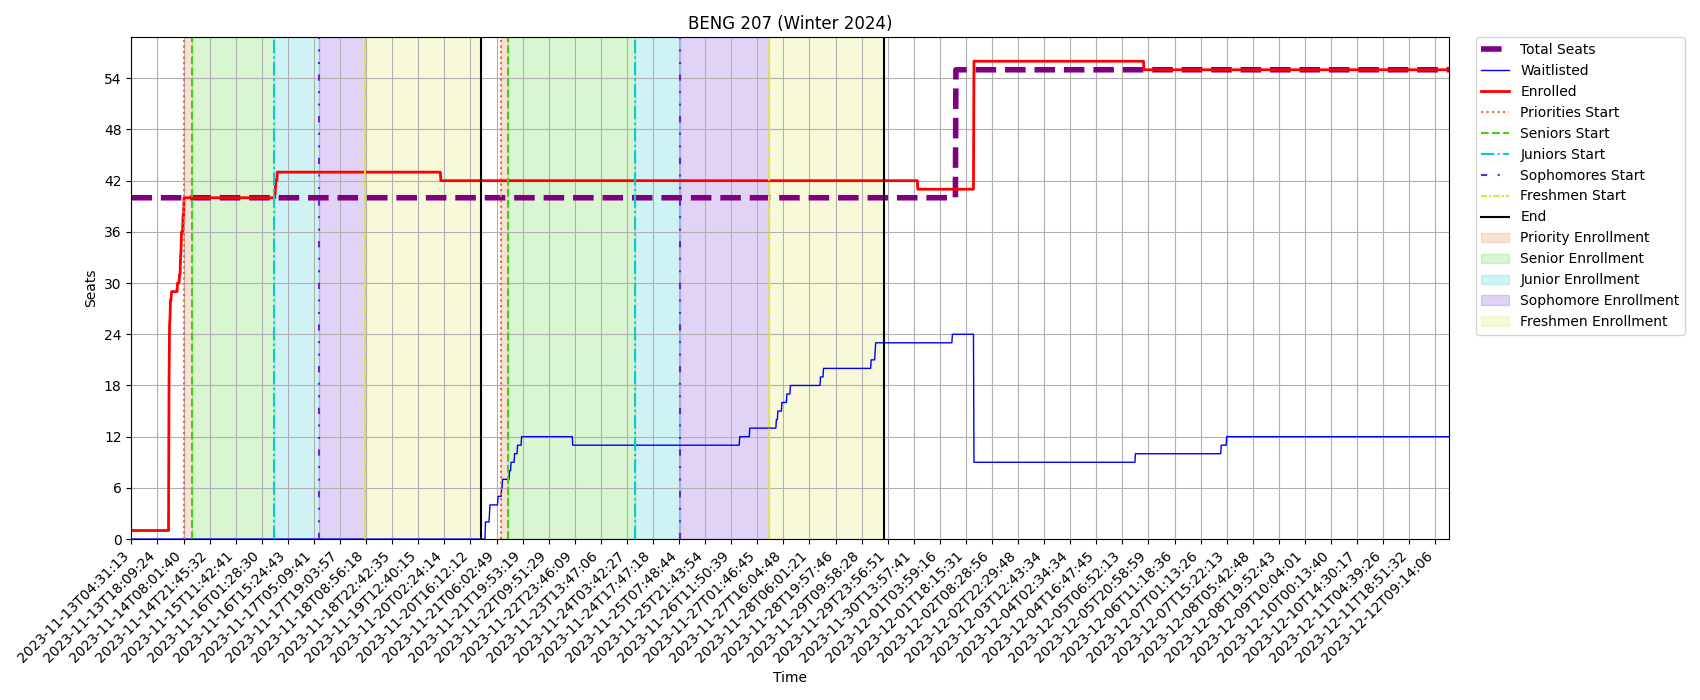 BENG 207 (Winter 2024)
Total Seats
Waitlisted
Enrolled
Priorities Start
Seniors Start
Juniors Start
Sophomores Start
Freshmen Start
End
Priority Enrollment
Senior Enrollment
Junior Enrollment
Sophomore Enrollment
Freshmen Enrollment
Seats
54
48
42
36
30
24
18
12
6
0
2023-11-13T04:31:13
2023-11-13T18:09:24
2023-11-14T08:01:40
2023-11-14T21:45:32
2023-11-15T11:42:47
2023-11-16T01:28:30
2023-11-16T15:24:43
2023-11-17T05:09:41
2023-11-17T19:03:57
2023-11-18T08:56:18
2023-11-18T22:42:35
2023-11-19T12:40:15
2023-11-20T02:24:14
2023-11-20T16:12:12
2023-11-21T06:02:49
2023-11-21T19:53:19
2023-11-22T09:51:29
2023-11-22T23:46:09
2023-11-23T13:47:06
2023-11-24T03:42:27
2023-11-24T17:47:18
2023-11-25T07:48:44
2023-11-25T21:43:54
2023-11-26T11:50:39
2023-11-27T01:46:45
2023-11-27T16:04:48
2023-11-28T06:01:21
2023-11-28T19:57:46
2023-11-29T09:58:28
2023-11-29T23:56:51
2023-11-30T13:57:41
2023-12-01T03:59:16
2023-12-01T18:15:31
2023-12-02T08:28:56
2023-12-02T22:29:48
2023-12-03T12:43:34
2023-12-04T02:34:34
2023-12-04T16:47:45
2023-12-05T06:52:13
2023-12-05T20:58:59
2023-12-06T11:18:36
2023-12-07T01:13:26
2023-12-07T15:22:13
2023-12-08T05:42:48
2023-12-08T19:52:43
2023-12-09T10:04:01
2023-12-10T00:13:40
2023-12-10T14:30:17
2023-12-11T04:39:26
2023-12-11T18:51:32
2023-12-12T09:14:06
Time